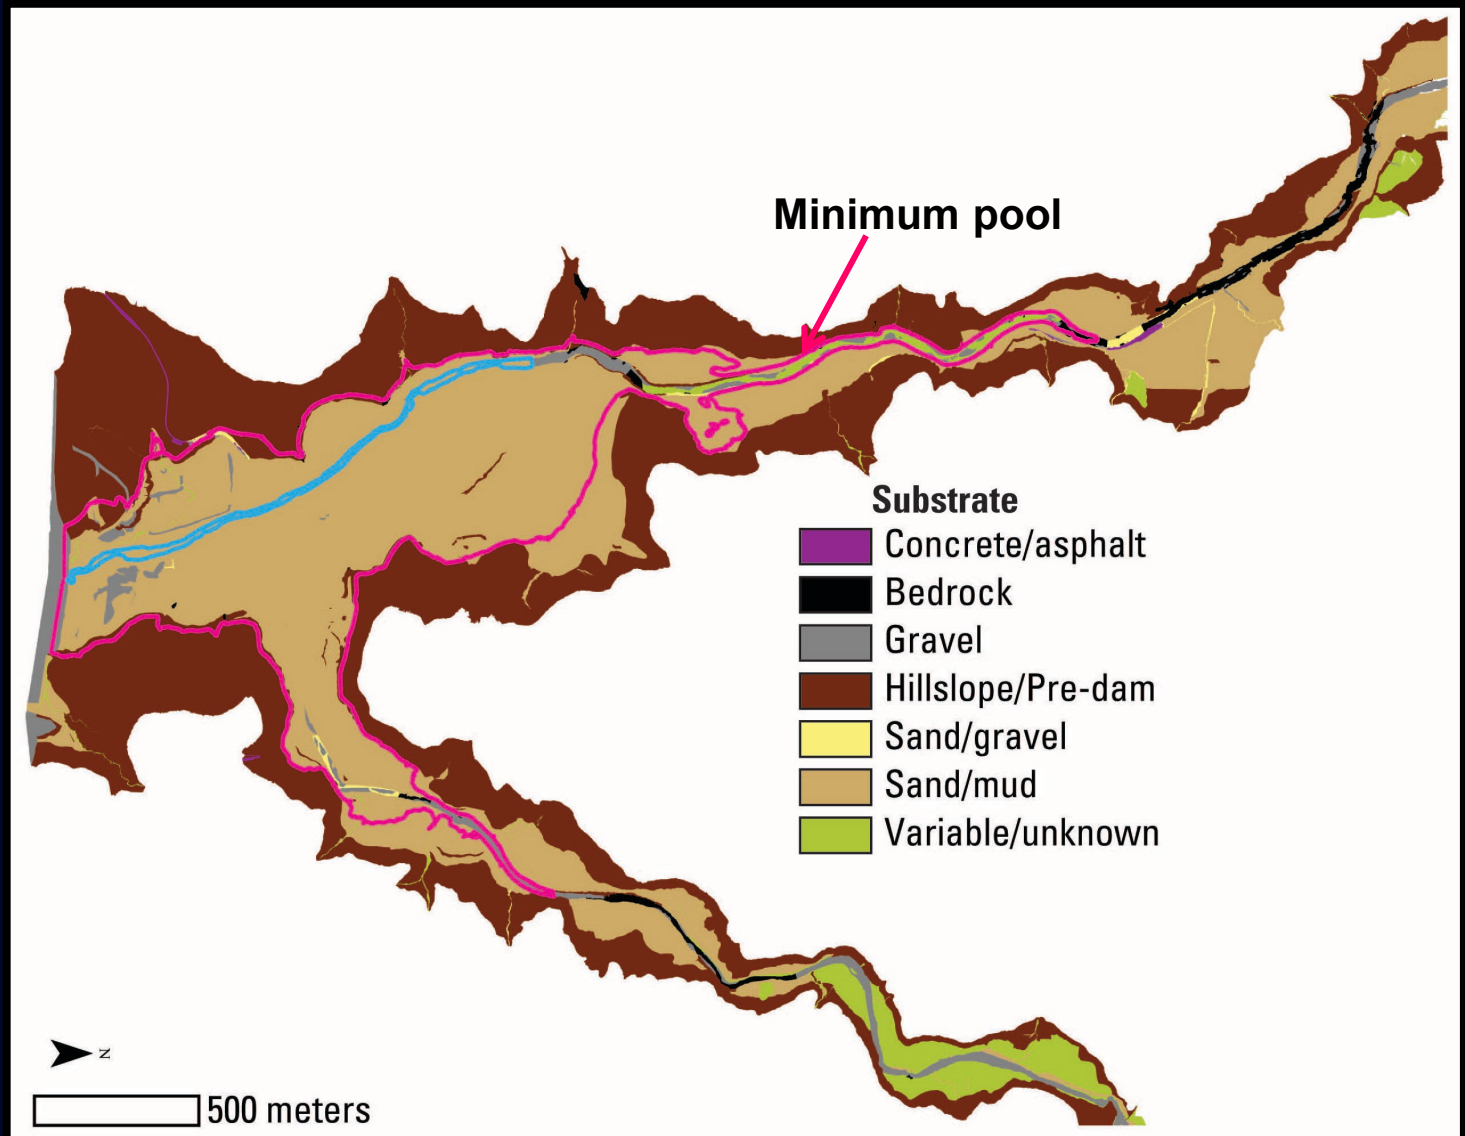 Minimum pool
Substrate
Concrete/asphalt
Bedrock
Gravel
Hillslope/Pre-dam
Sand/gravel
Sand/mud
Variable/unknown
N
500 meters